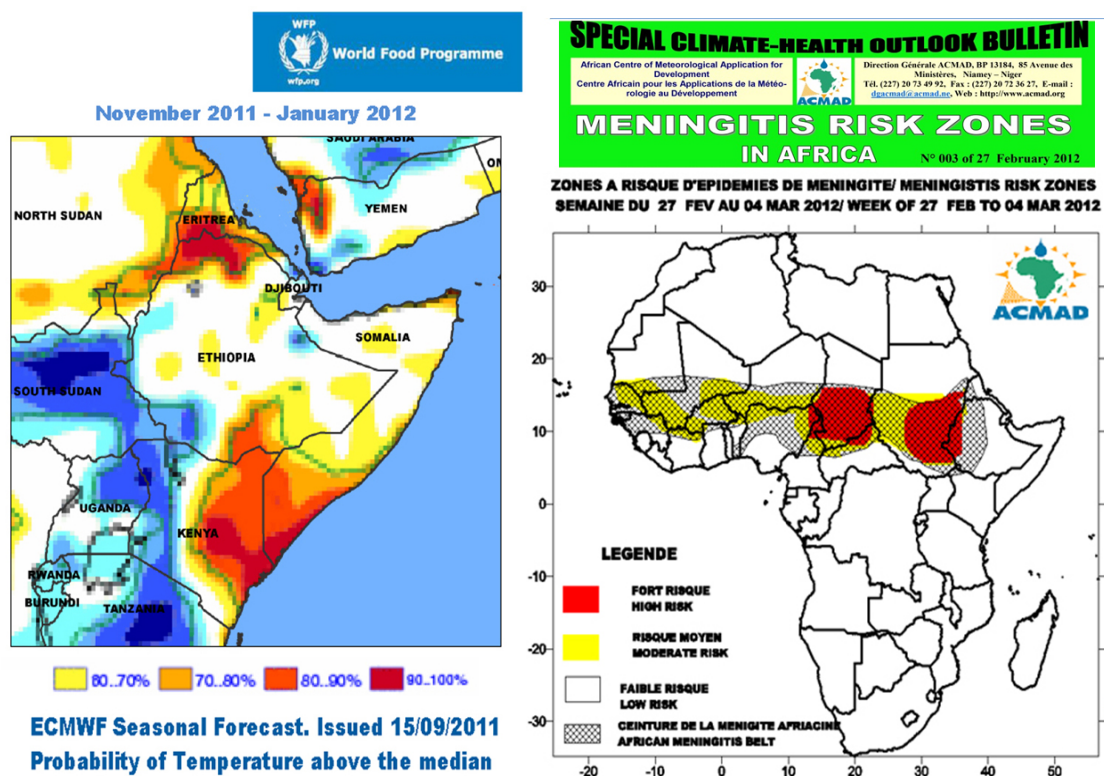 WFP
wfp.org
World Food Programme
November 2011 - January 2012
SAUDI ARABIA
OM
NORTH SUDAN
YEMEN
ERITREA
DJIBOUTI
SOMALIA
ETHIOPIA
SOUTH SUDAN
UGANDA
KENYA
RWANDA
BURUNDI
TANZANIA
60..70%
70..80%
80..90%
90..100%
ECMWF Seasonal Forecast. Issued 15/09/2011
Probability of Temperature above the median
SPECIAL CLIMATE-HEALTH OUTLOOK BULLETIN
African Centre of Meteorological Application for
Development
Centre Africain pour les Applications de la Météo-
rologie au Développement
ACMAD
Direction Générale ACMAD, BP 13184, 85 Avenue des
Ministères, Niamey – Niger
Tél. (227) 20 73 49 92, Fax : (227) 20 72 36 27, E-mail :
dgacmad@acmad.ne, Web : http://www.acmad.org
MENINGITIS RISK ZONES
IN AFRICA
N° 003 of 27 February 2012
ZONES A RISQUE D'EPIDEMIES DE MENINGITE/ MENINGISTIS RISK ZONES
SEMAINE DU 27 FEV AU 04 MAR 2012/ WEEK OF 27 FEB TO 04 MAR 2012
ACMAD
30
20
10
0
-10
-20
-30
LEGENDE
FORT RISQUE
HIGH RISK
RISQUE MOYEN
MODERATE RISK
FAIBLE RISQUE
LOW RISK
CEINTURE DE LA MENIGITE AFRIACINE
AFRICAN MENINGITIS BELT
-20
-10
0
10
20
30
40
50